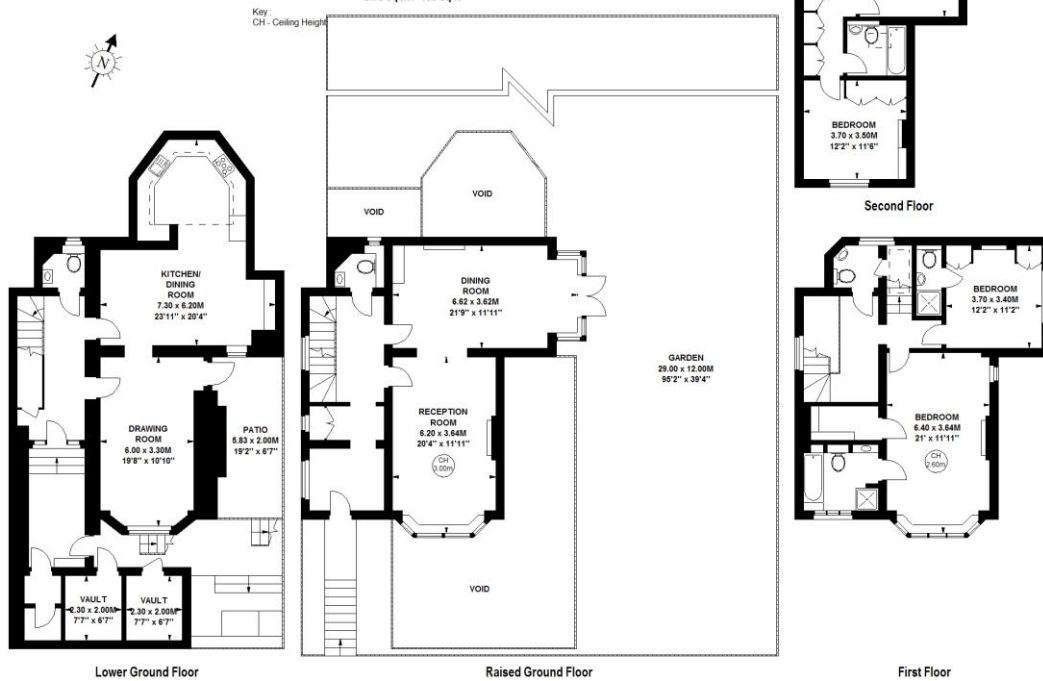 Key :
CH - Ceiling Height
N
KITCHEN/
DINING
ROOM
7.30 x 6.20M
23'11" x 20'4"
DRAWING
ROOM
6.00 x 3.30M
19'8" x 10'10"
PATIO
5.83 x 2.00M
19'2" x 6'7"
VAULT
2.30 x 2.00M
7'7" x 6'7"
VAULT
2.30 x 2.00M
7'7" x 6'7"
Lower Ground Floor
VOID
VOID
DINING
ROOM
6.62 x 3.62M
21'9" x 11'11"
RECEPTION
ROOM
6.20 x 3.64M
20'4" x 11'11"
CH
3.00m
GARDEN
29.00 x 12.00M
95'2" x 39'4"
VOID
Raised Ground Floor
BEDROOM
3.70 x 3.50M
12'2" x 11'6"
Second Floor
BEDROOM
3.70 x 3.40M
12'2" x 11'2"
BEDROOM
6.40 x 3.64M
21' x 11'11"
CH
2.60m
First Floor